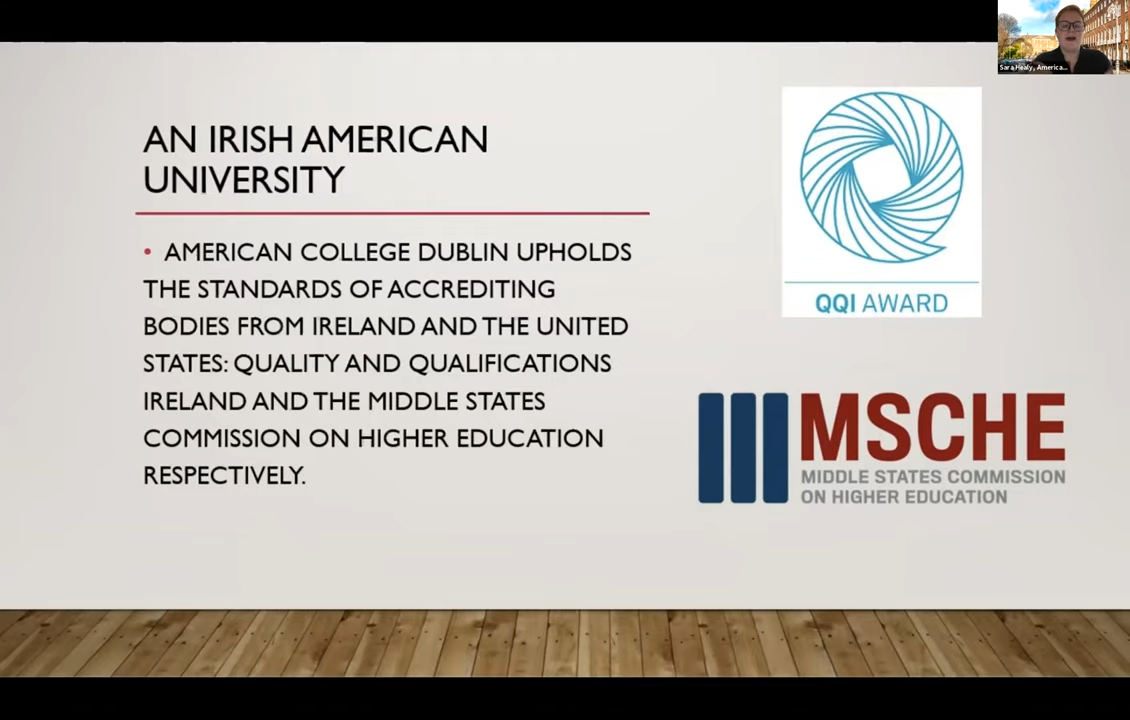 Sara Healy, America...
AN IRISH AMERICAN
UNIVERSITY
• AMERICAN COLLEGE DUBLIN UPHOLDS
THE STANDARDS OF ACCREDITING
BODIES FROM IRELAND AND THE UNITED
STATES: QUALITY AND QUALIFICATIONS
IRELAND AND THE MIDDLE STATES
COMMISSION ON HIGHER EDUCATION
RESPECTIVELY.
QQI AWARD
MSCHE
MIDDLE STATES COMMISSION
ON HIGHER EDUCATION